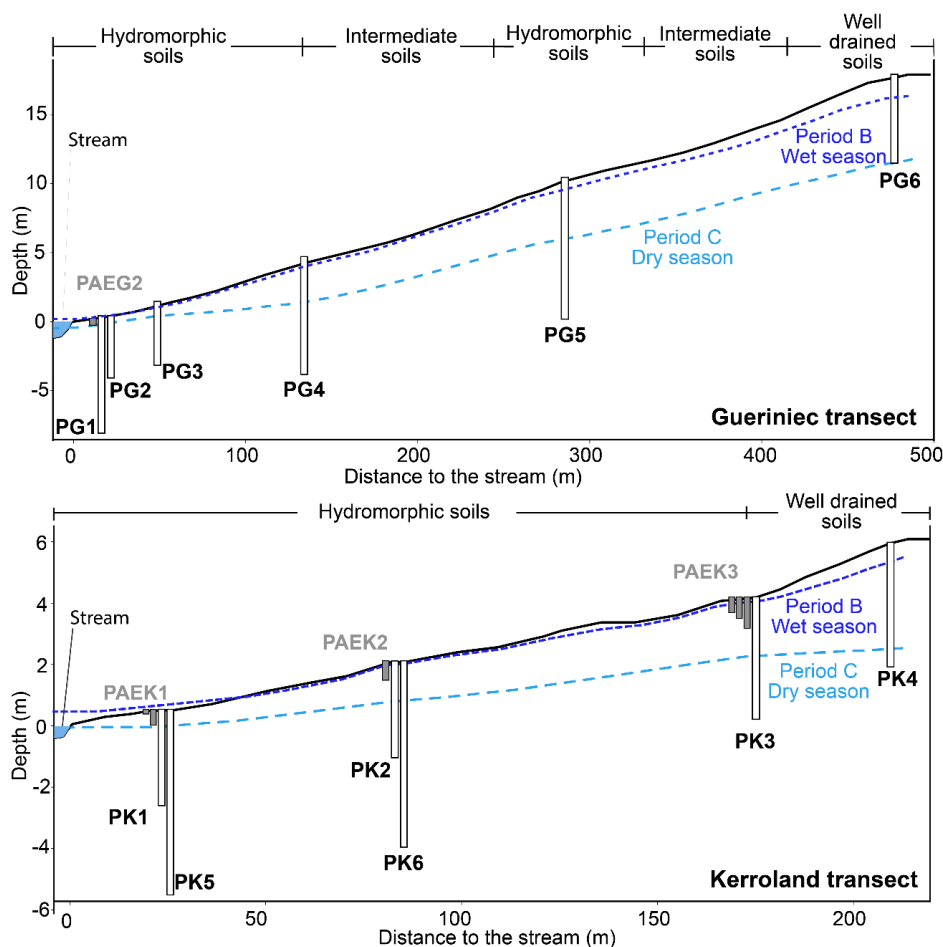 Hydromorphic
soils
Intermediate
soils
Hydromorphic
soils
Intermediate
soils
Well
drained
soils
Depth (m)
15
10
5
0
-5
Stream
PAEG2
Period B
Wet season
Period C
Dry season
PG1
PG2
PG3
PG4
PG5
PG6
Gueriniec transect
0
100
200
300
400
500
Distance to the stream (m)
Hydromorphic soils
Well drained
soils
Depth (m)
6
4
2
0
-2
-4
-6
Stream
PAEK1
PAEK2
PAEK3
Period B
Wet season
Period C
Dry season
PK1
PK5
PK2
PK6
PK3
PK4
Kerroland transect
0
50
100
150
200
Distance to the stream (m)